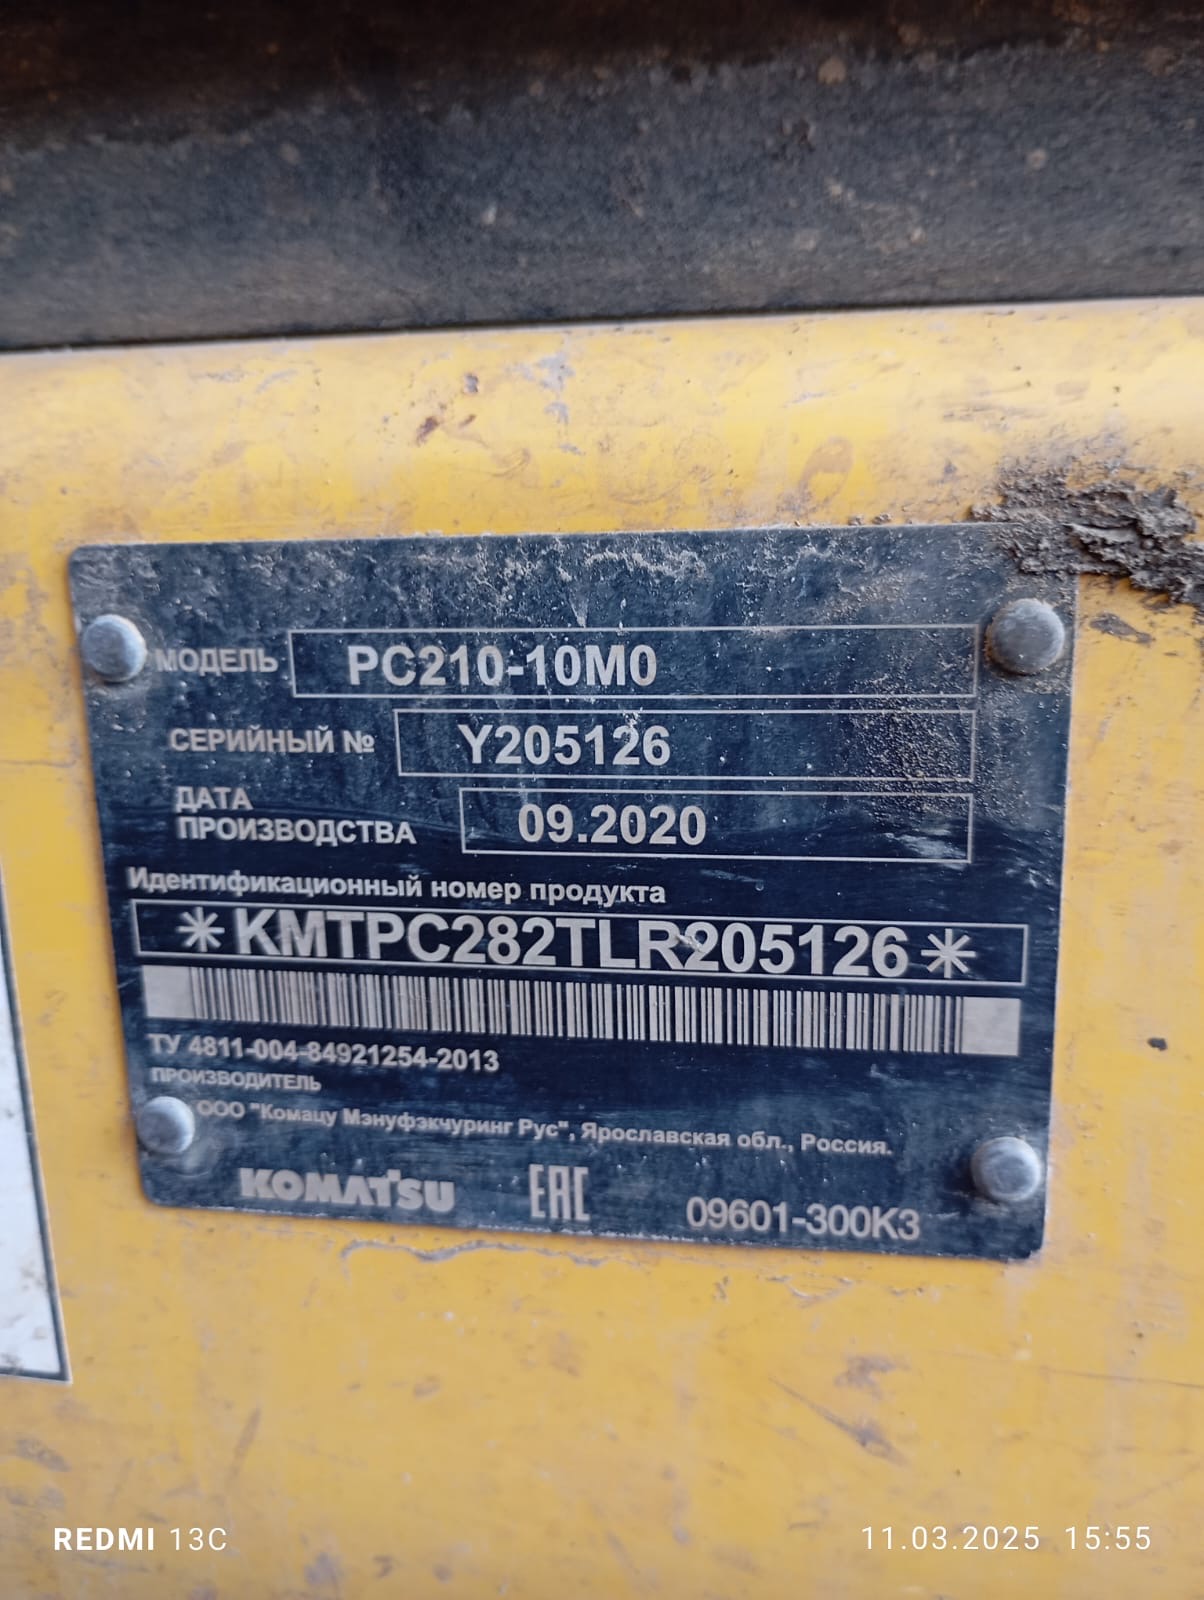 МОДЕЛЬ PC210-10M0
СЕРИЙНЫЙ № Y205126
ДАТА
ПРОИЗВОДСТВА 09.2020
Идентификационный номер продукта
*KMTPC282TLR205126*
ТУ 4811-004-84921254-2013
ПРОИЗВОДИТЕЛЬ
ООО "Комацу Мэнуфэкчуринг Рус", Ярославская обл., Россия.
KOMATSU EAC 09601-300K3
REDMI 13C 11.03.2025 15:55